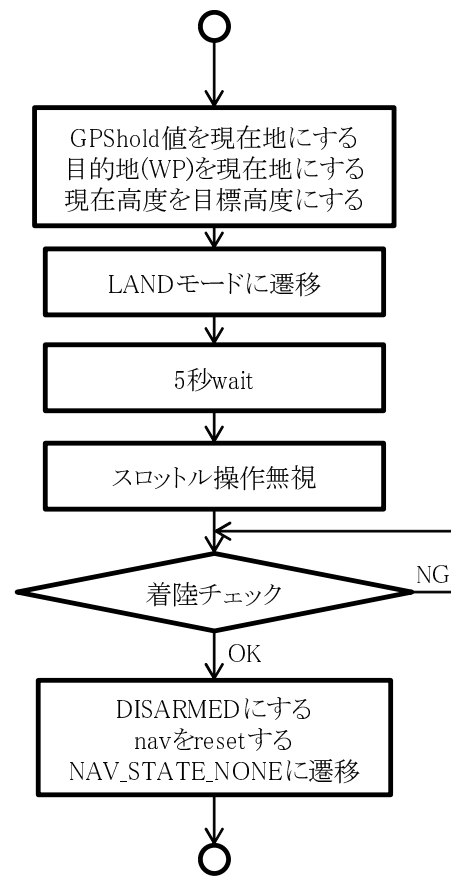 GPShold値を現在地にする
目的地(WP)を現在地にする
現在高度を目標高度にする
LANDモードに遷移
5秒wait
スロットル操作無視
着陸チェック
NG
OK
DISARMEDにする
navをresetする
NAV_STATE_NONEに遷移